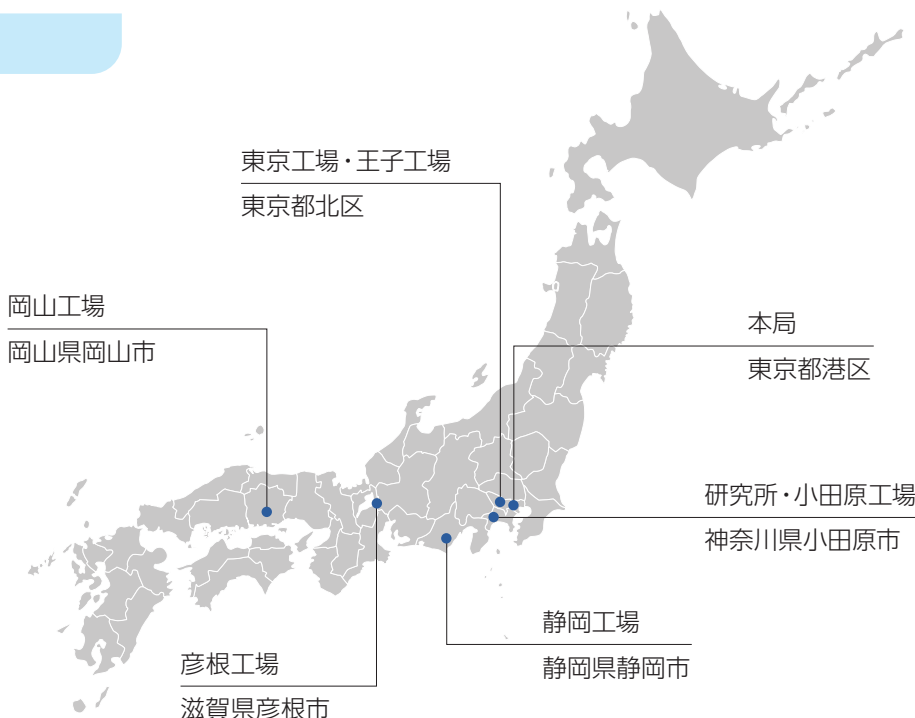 東京工場・王子工場
東京都北区
岡山工場
岡山県岡山市
本局
東京都港区
研究所・小田原工場
神奈川県小田原市
静岡工場
静岡県静岡市
彦根工場
滋賀県彦根市